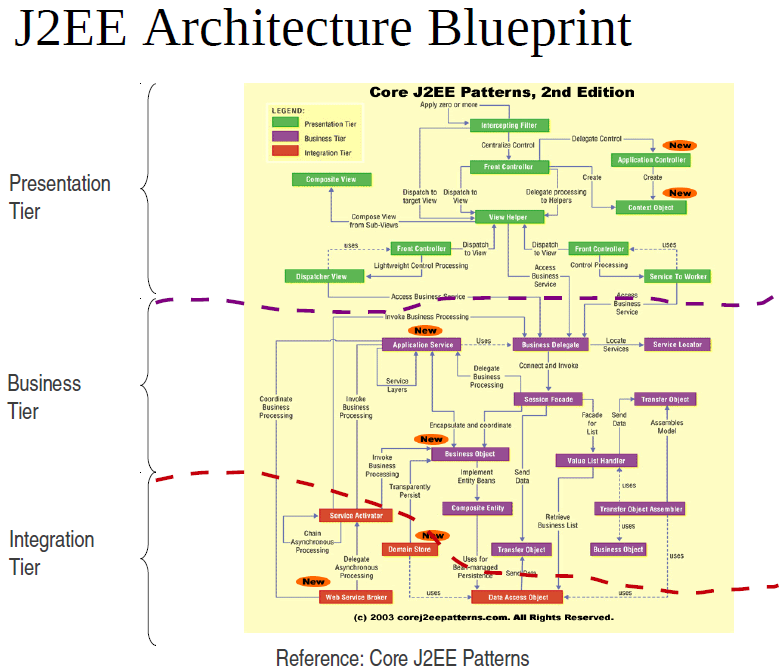 J2EE Architecture Blueprint
Core J2EE Patterns, 2nd Edition
LEGEND:
Presentation Tier
Business Tier
Integration Tier
Apply zero or more
Intercepting Filter
Centralize Control
Delegate Control
New
Front Controller
Application Controller
Presentation
Tier
Composite View
Dispatch to
target View
Dispatch to
View
Delegate processing
to Helpers
Create
Create
New
Context Object
View Helper
Compose View
from Sub-Views
uses
Front Controller
Dispatch
to View
Dispatch
to View
Front Controller
uses
Lightweight Control Processing
Control Processing
Dispatcher View
Access
Business
Service
Service To Worker
Access Business Service
Access
Business
Service
Invoke Business Processing
New
Application Service
Uses
Business Delegate
Locate
Services
Service Locator
Business
Tier
Service
Layers
Delegate
Business
Processing
Connect and Invoke
Coordinate
Business
Processing
Invoke
Business
Processing
Session Facade
Transfer Object
Facade
for
List
Send
Data
Assembles
Model
Encapsulate and coordinate
New
Business Object
Value List Handler
Invoke
Business
Processing
Transparently
Persist
Implement
Entity Beans
Send
Data
uses
Integration
Tier
Composite Entity
Retrieve
Business List
Transfer Object Assembler
Service Activator
uses
Chain
Asynchronous
Processing
New
Domain Store
Transfer Object
Business Object
Delegate
Asynchronous
Processing
Uses for
Bean-managed
Persistence
Send Data
uses
New
Web Service Broker
uses
Data Access Object
uses
(c) 2003 corej2eepatterns.com. All Rights Reserved.
Reference: Core J2EE Patterns